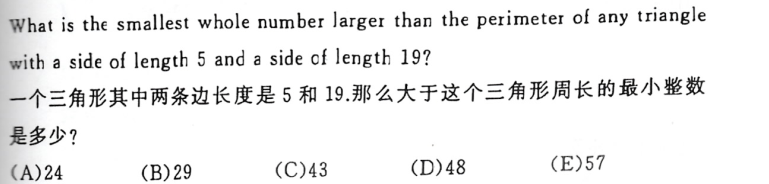 What is the smallest whole number larger than the perimeter of any triangle
with a side of length 5 and a side of length 19?
一个三角形其中两条边长度是 5 和 19.那么大于这个三角形周长的最小整数
是多少?
(A)24 (B)29 (C)43 (D)48 (E)57